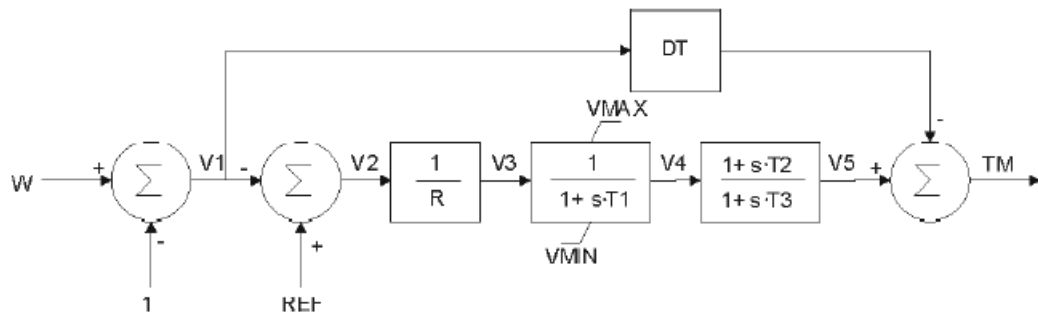 DT
VMAX
W
+
Σ
V1
-
Σ
V2
1
R
V3
1
1+ s·T1
V4
1+ s·T2
1+ s·T3
V5
+
-
Σ
TM
-
+
VMIN
1
REF